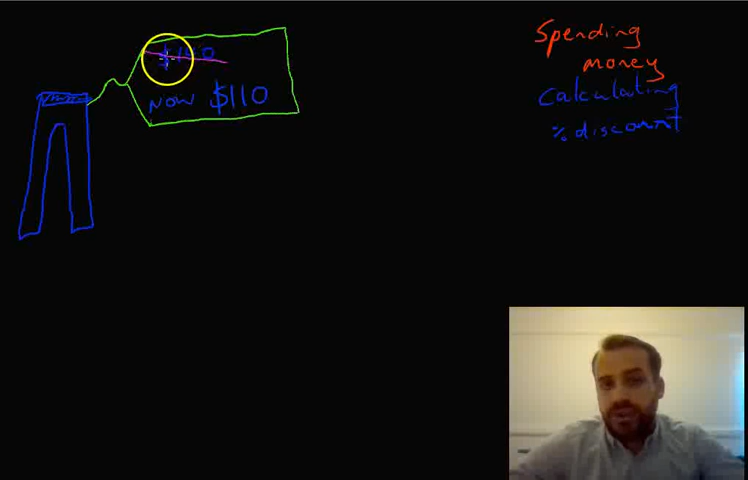 NOW $110
Spending
money
Calculating
% discount